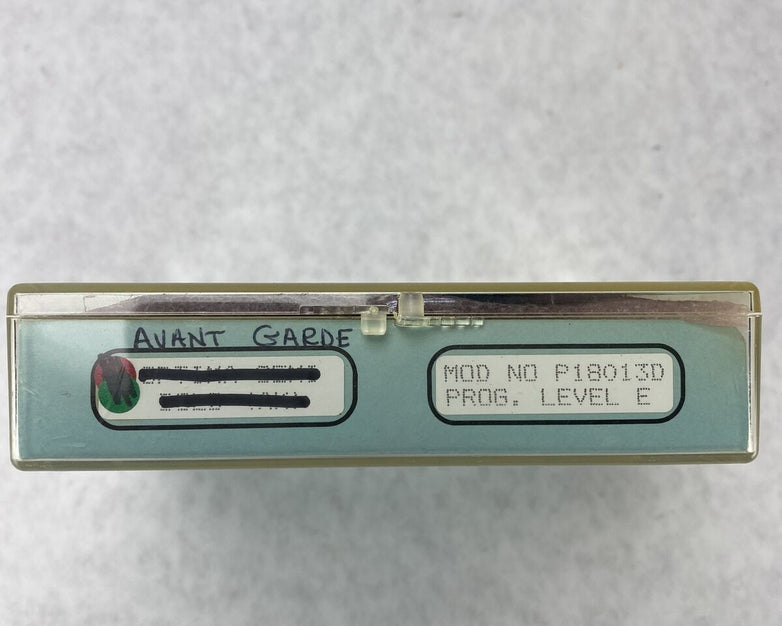 AVANT GARDE
MOD NO P18013D
PROG. LEVEL E